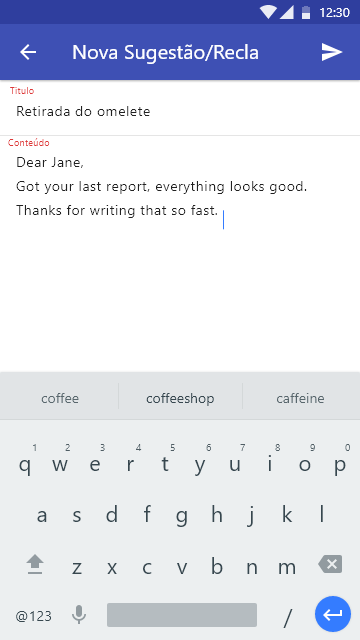 12:30
Nova Sugestão/Recla
Titulo
Retirada do omelete
Conteúdo
Dear Jane,
Got your last report, everything looks good.
Thanks for writing that so fast.
coffee coffeeshop caffeine
1 2 3 4 5 6 7 8 9 0
q w e r t y u i o p
a s d f g h j k l
z x c v b n m
@123 /